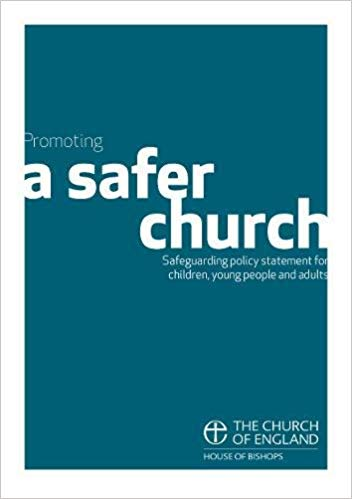 Promoting
a safer
church
Safeguarding policy statement for
children, young people and adults
THE CHURCH
OF ENGLAND
HOUSE OF BISHOPS